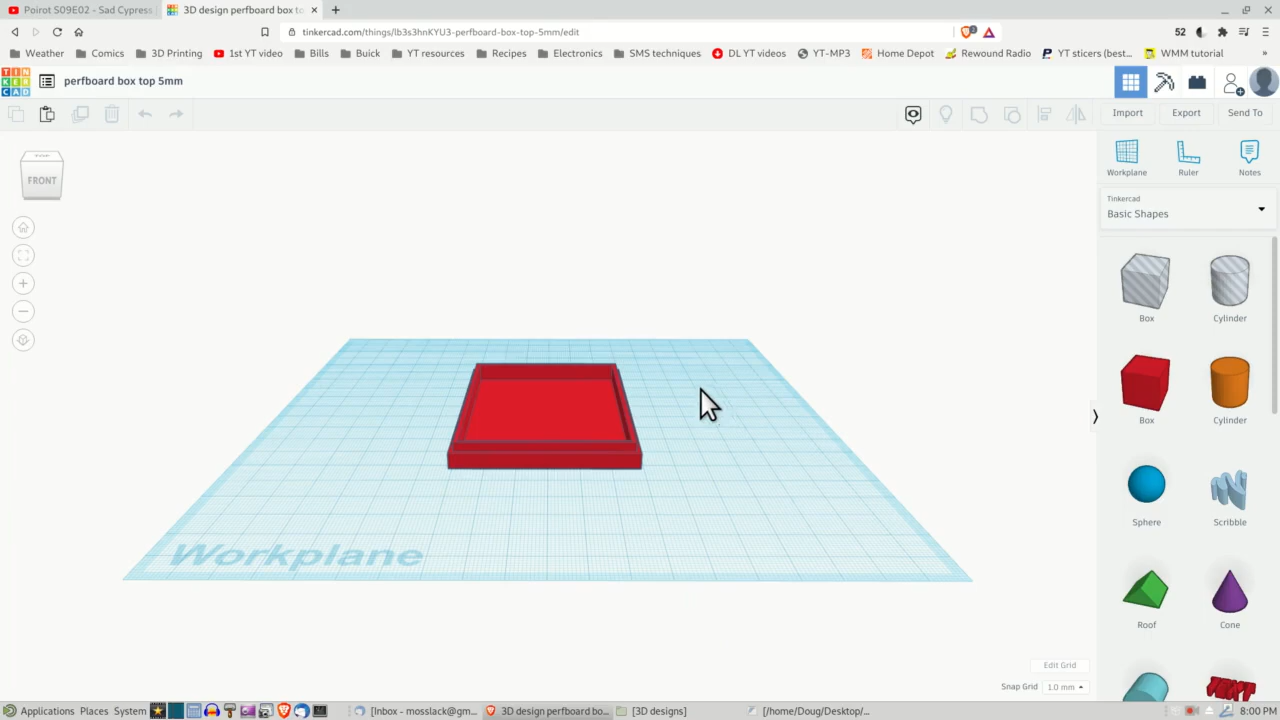 Poirot S09E02 - Sad Cypress
3D design perfboard box to
tinkercad.com/things/lb3s3hnKYU3-perfboard-box-top-5mm/edit
52
Weather Comics 3D Printing 1st YT video Bills Buick YT resources Recipes Electronics SMS techniques DL YT videos YT-MP3 Home Depot Rewound Radio YT sticers (best... WMM tutorial »
TIN
KER
CAD
perfboard box top 5mm
Import Export Send To
FRONT
Workplane Ruler Notes
Tinkercad
Basic Shapes
Box Cylinder
Box Cylinder
Sphere Scribble
Roof Cone
Workplane
Edit Grid
Snap Grid 1.0 mm
Applications Places System [Inbox - mosslack@gm... 3D design perfboard bo... [3D designs] [/home/Doug/Desktop/... 8:00 PM